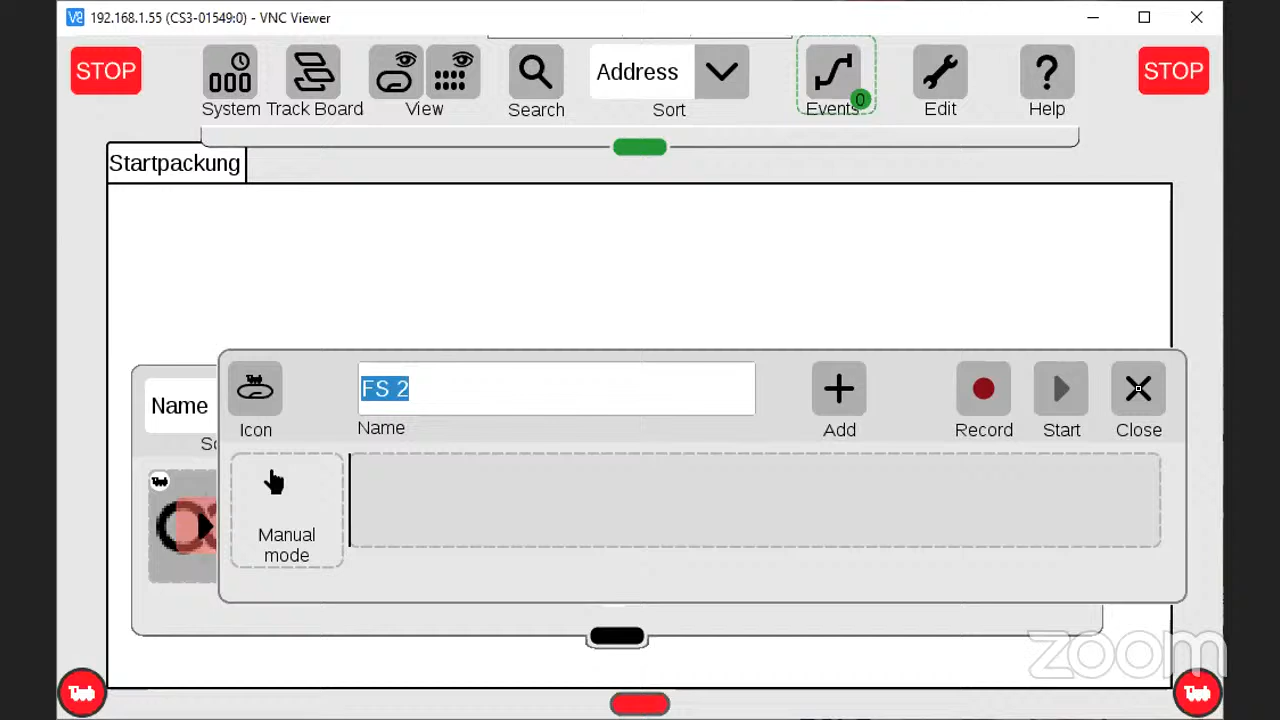 192.168.1.55 (CS3-01549:0) - VNC Viewer
STOP
Address
STOP
System Track Board
View
Search
Sort
Events
0
Edit
Help
Startpackung
FS 2
Icon
Name
Add
Record
Start
Close
Name
Manual
mode
zoom